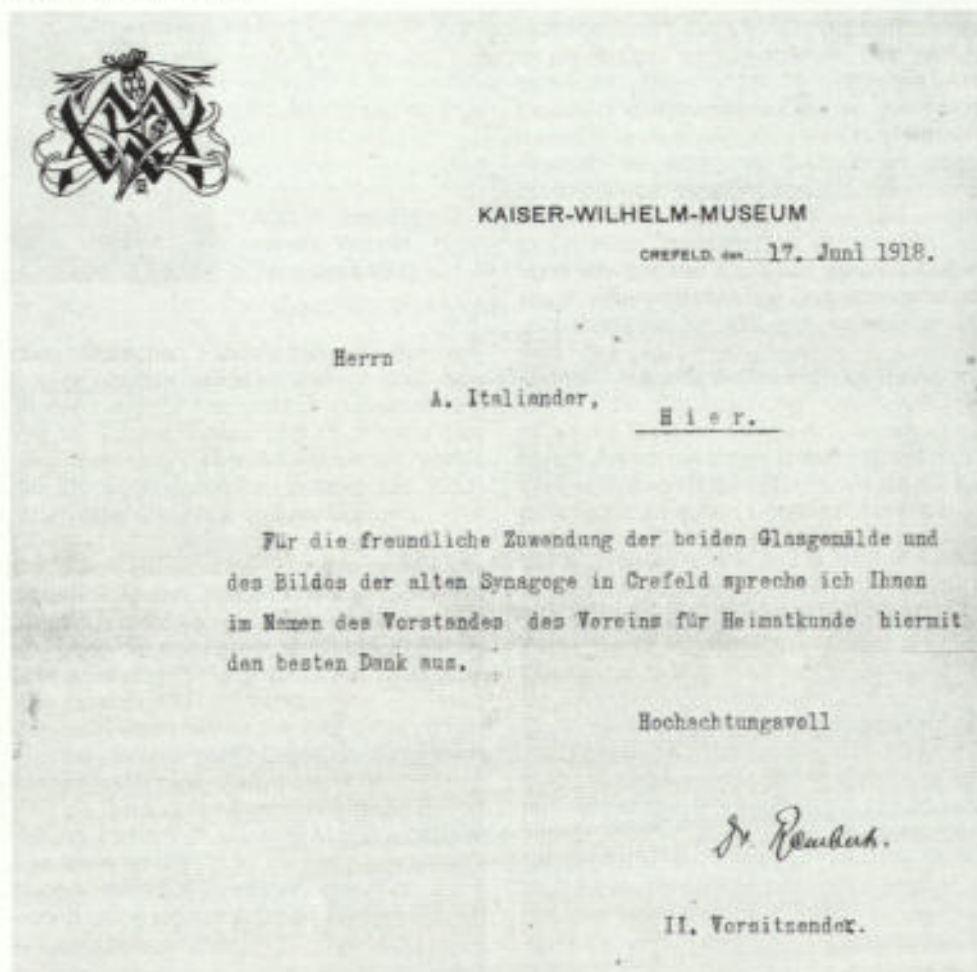 KAISER-WILHELM-MUSEUM
CREFELD, den 17. Juni 1918.
Herrn
A. Italiander,
Hier.
Für die freundliche Zuwendung der beiden Glasgemälde und
des Bildes der alten Synagoge in Crefeld spreche ich Ihnen
im Namen des Vorstandes des Vereins für Heimatkunde hiermit
den besten Dank aus.
Hochachtungsvoll
Dr.
II. Vorsitzender.